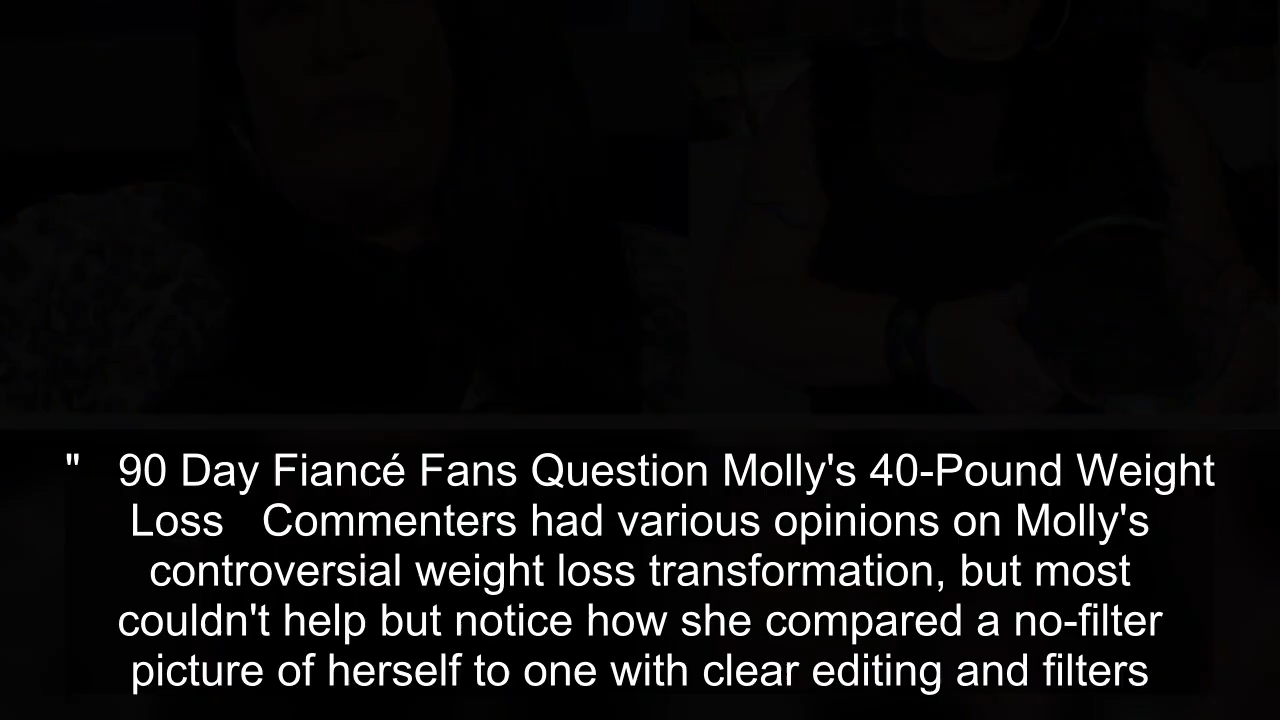 " 90 Day Fiancé Fans Question Molly's 40-Pound Weight
Loss Commenters had various opinions on Molly's
controversial weight loss transformation, but most
couldn't help but notice how she compared a no-filter
picture of herself to one with clear editing and filters